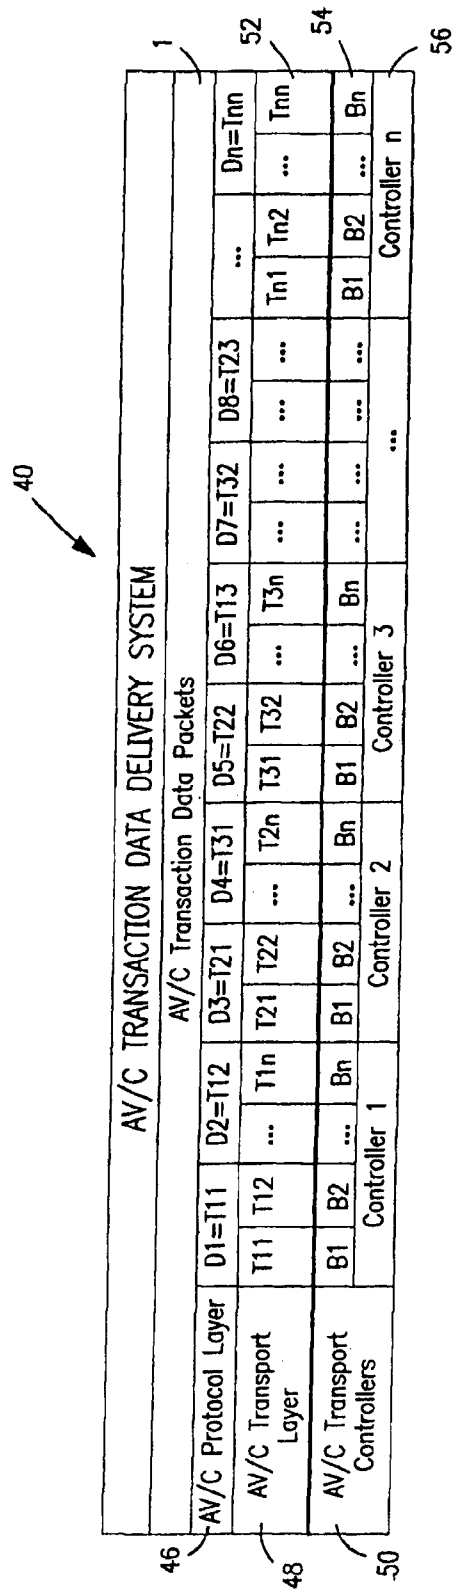 40
AV/C TRANSACTION DATA DELIVERY SYSTEM
AV/C Transaction Data Packets
1
46
AV/C Protocol Layer D1=T11 D2=T12 D3=T21 D4=T31 D5=T22 D6=T13 D7=T32 D8=T23 ... Dn=Tnn
48
AV/C Transport Layer T11 T12 ... T1n T21 T22 ... T2n T31 T32 ... T3n ... ... ... ... Tn1 Tn2 ... Tnn
52
50
AV/C Transport Controllers
B1 B2 ... Bn B1 B2 ... Bn B1 B2 ... Bn ... ... ... ... B1 B2 ... Bn
54
Controller 1 Controller 2 Controller 3 ... Controller n
56